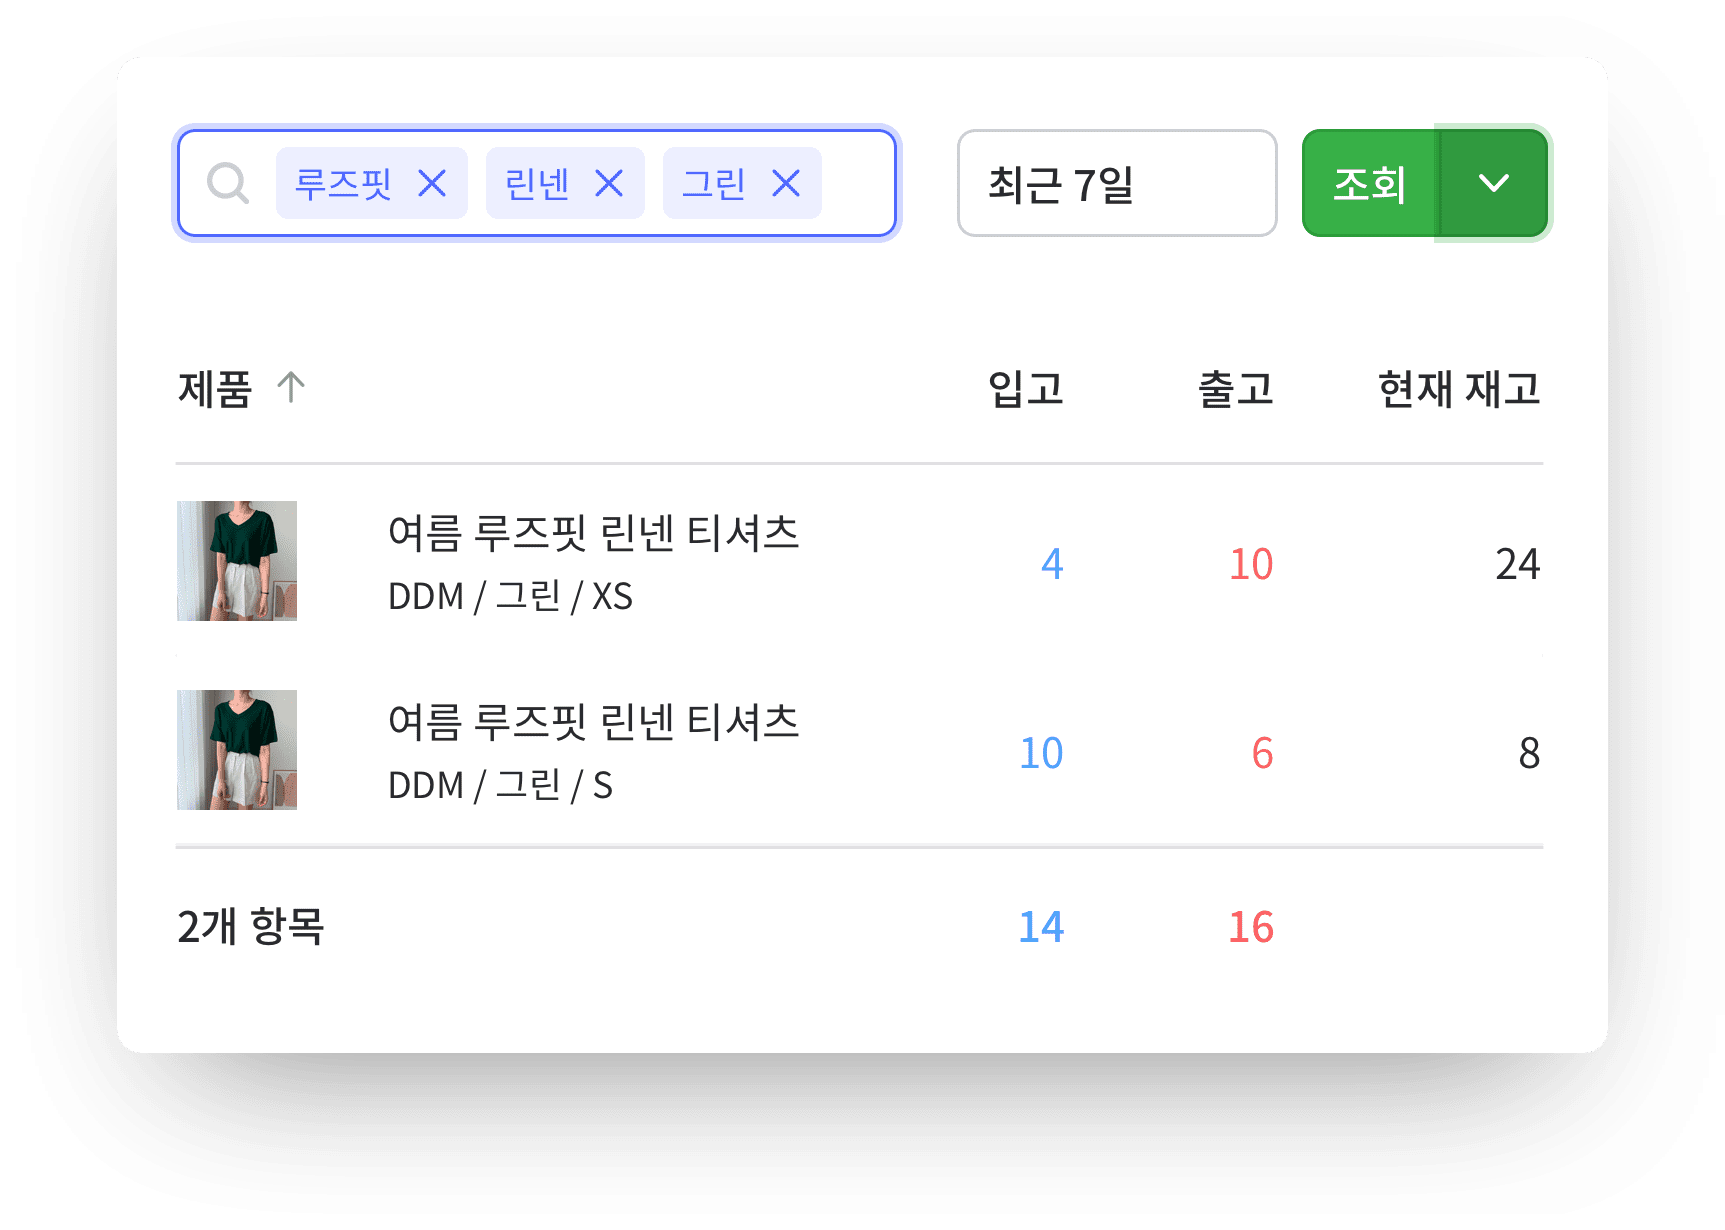 루즈핏 린넨 그린 최근 7일 조회
제품 입고 출고 현재 재고
여름 루즈핏 린넨 티셔츠
DDM / 그린 / XS
4 10 24
여름 루즈핏 린넨 티셔츠
DDM / 그린 / S
10 6 8
2개 항목 14 16